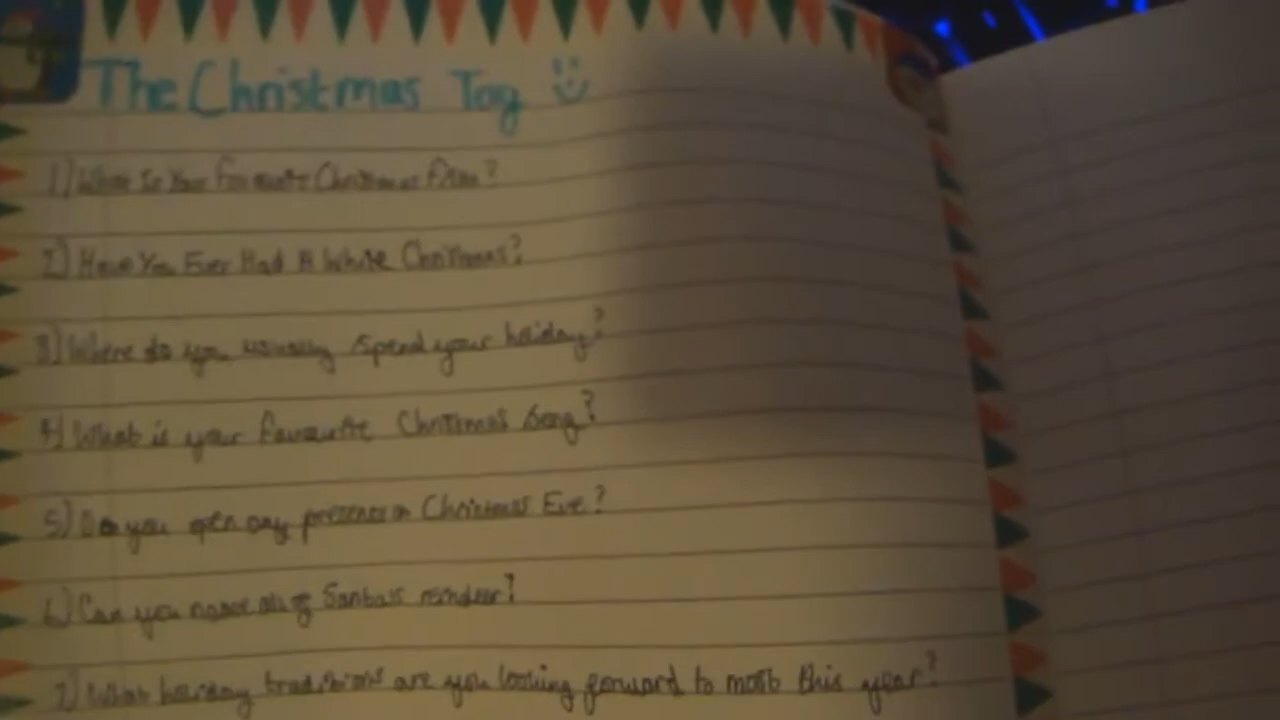 The Christmas Tag
1) What Is Your Favourite Christmas Film?
2) Have You Ever Had A White Christmas?
3) Where do you usually spend your holiday?
4) What is your favourite Christmas Song?
5) Do you open any presents on Christmas Eve?
6) Can you name all of Santa's reindeer?
7) What holiday traditions are you looking forward to most this year?